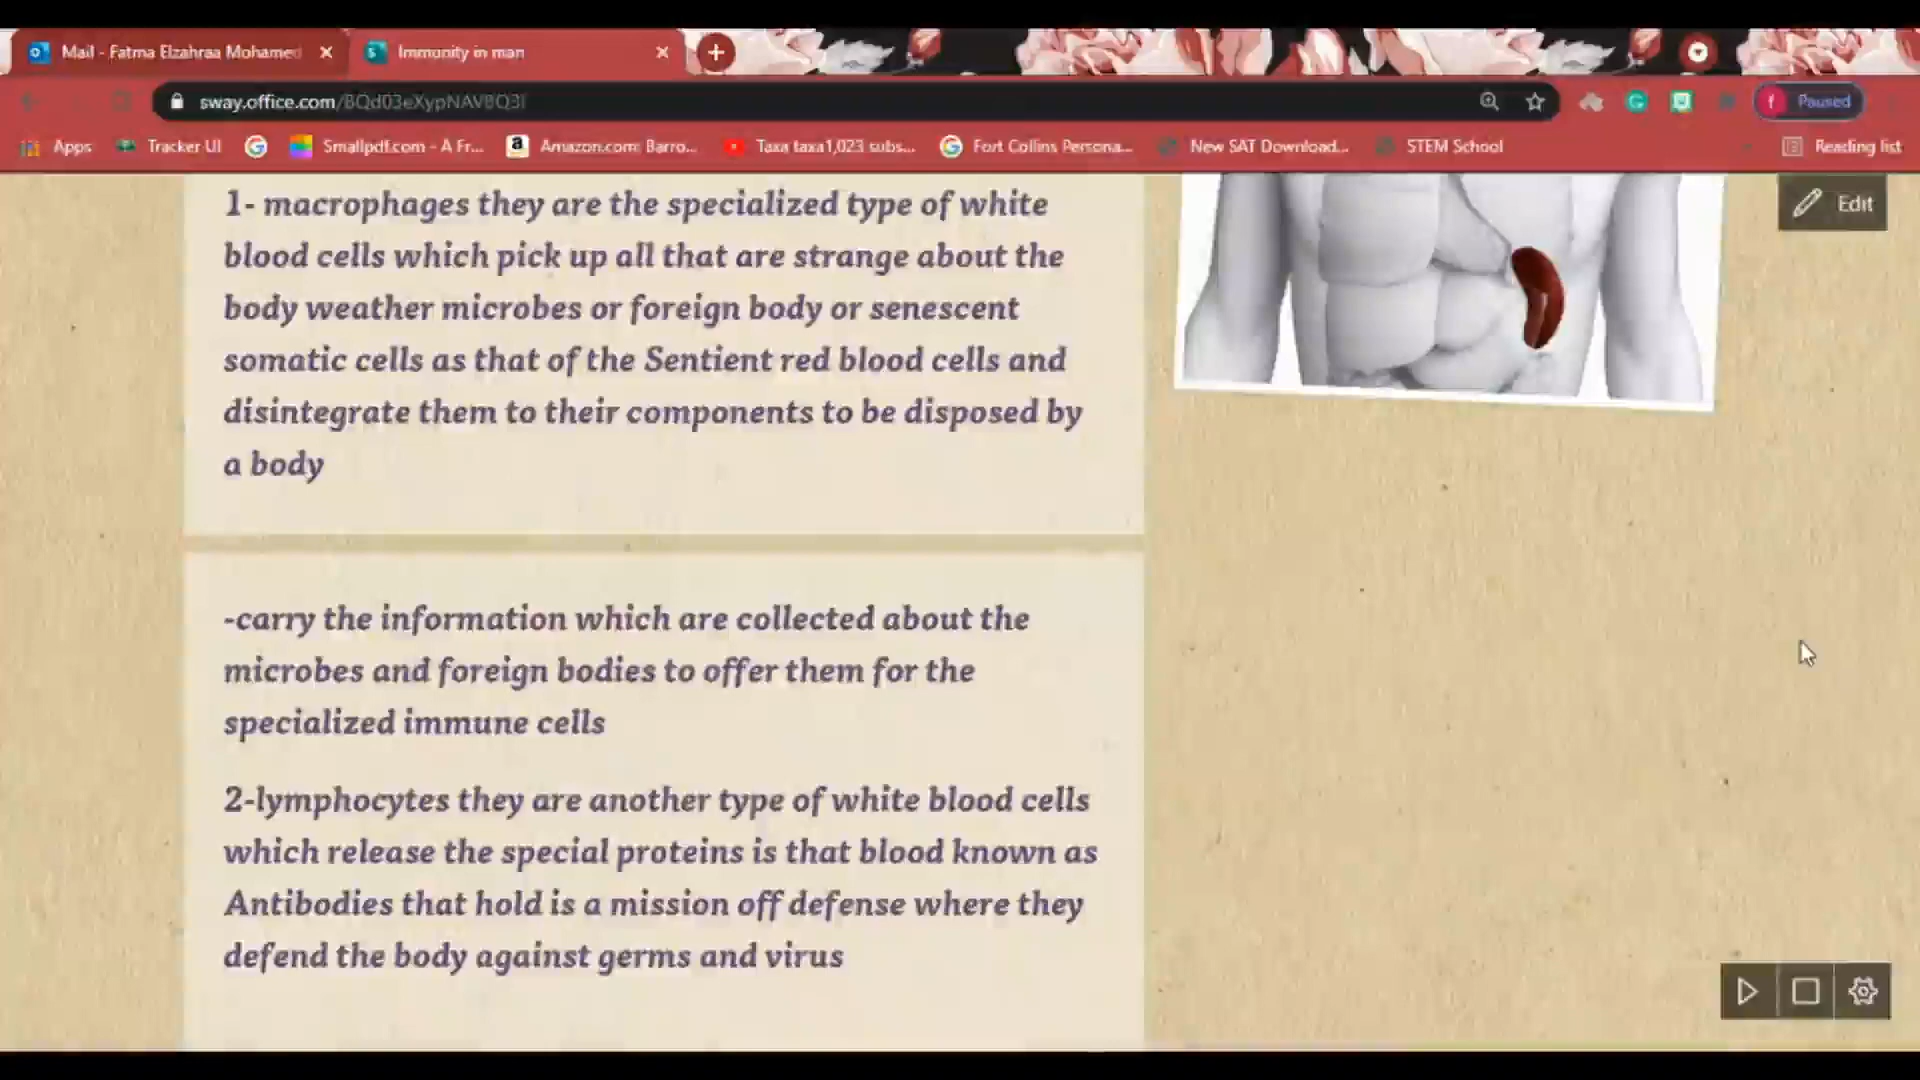 Mail - Fatma Elzahraa Mohamed
Immunity in man
sway.office.com/8Qd03eXypNAV8Q3l
Paused
Apps
Tracker UI
Smallpdf.com - A Fr...
Amazon.com: Barro...
Taxa taxa1,023 subs...
Fort Collins Persona...
New SAT Download...
STEM School
Reading list
Edit
1- macrophages they are the specialized type of white
blood cells which pick up all that are strange about the
body weather microbes or foreign body or senescent
somatic cells as that of the Sentient red blood cells and
disintegrate them to their components to be disposed by
a body
-carry the information which are collected about the
microbes and foreign bodies to offer them for the
specialized immune cells
2-lymphocytes they are another type of white blood cells
which release the special proteins is that blood known as
Antibodies that hold is a mission off defense where they
defend the body against germs and virus